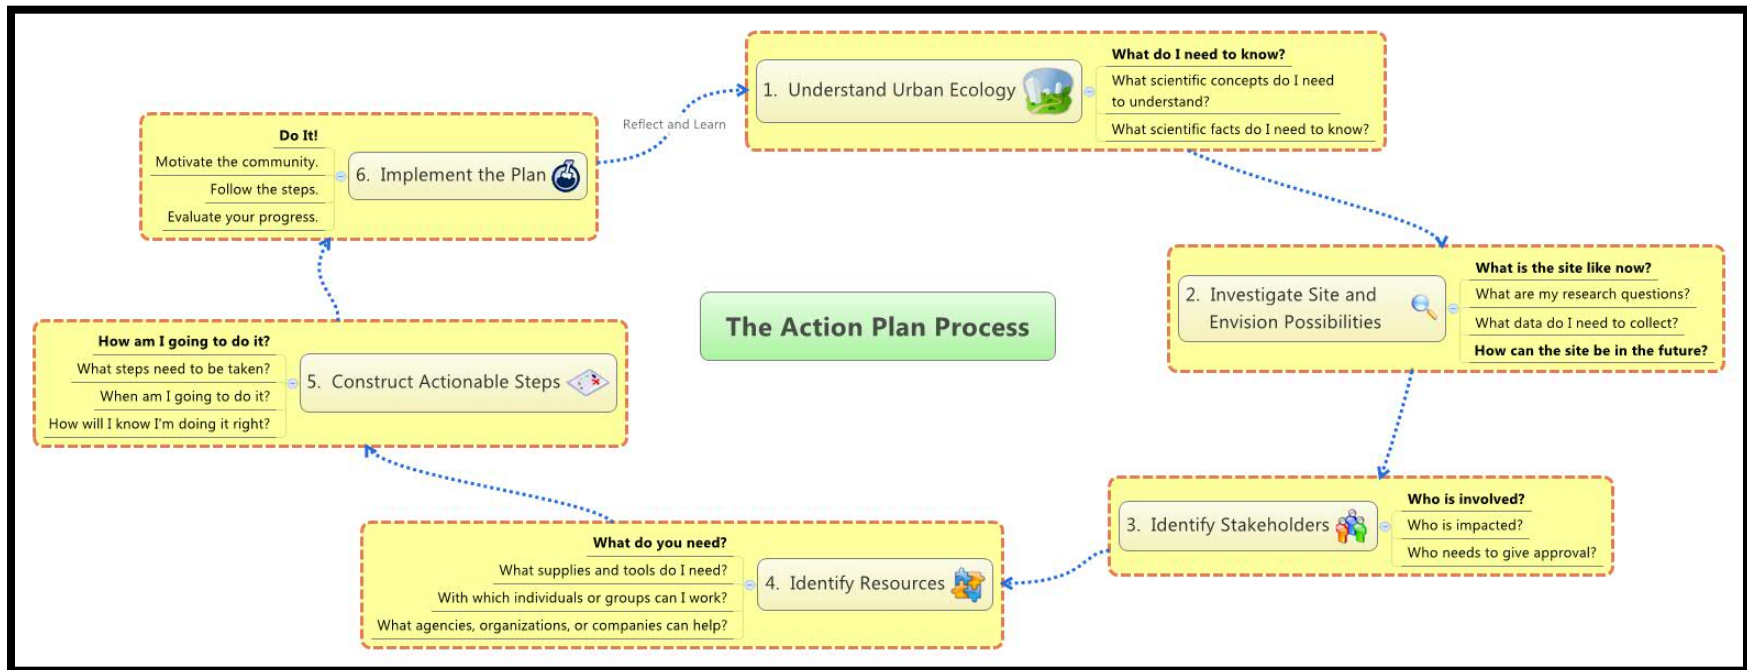 The Action Plan Process
1. Understand Urban Ecology
What do I need to know?
What scientific concepts do I need
to understand?
What scientific facts do I need to know?
2. Investigate Site and
Envision Possibilities
What is the site like now?
What are my research questions?
What data do I need to collect?
How can the site be in the future?
3. Identify Stakeholders
Who is involved?
Who is impacted?
Who needs to give approval?
4. Identify Resources
What do you need?
What supplies and tools do I need?
With which individuals or groups can I work?
What agencies, organizations, or companies can help?
5. Construct Actionable Steps
How am I going to do it?
What steps need to be taken?
When am I going to do it?
How will I know I'm doing it right?
6. Implement the Plan
Do It!
Motivate the community.
Follow the steps.
Evaluate your progress.
Reflect and Learn